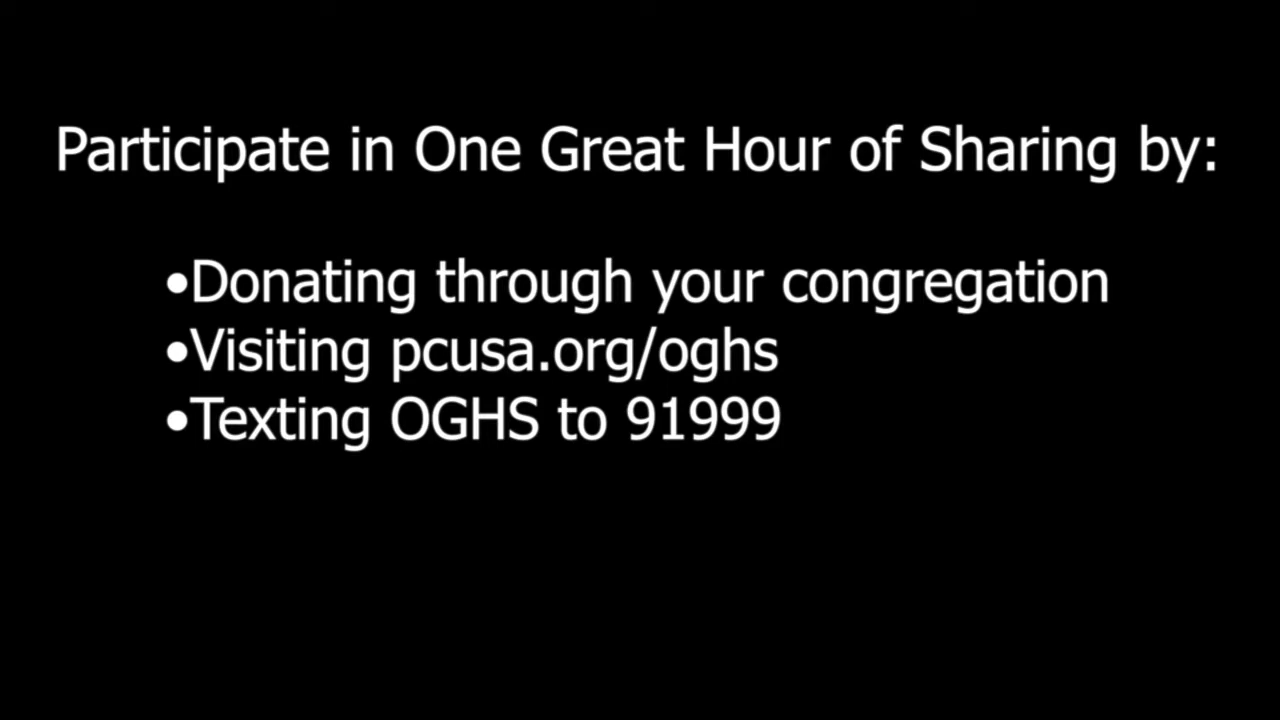 Participate in One Great Hour of Sharing by:
•Donating through your congregation
•Visiting pcusa.org/oghs
•Texting OGHS to 91999